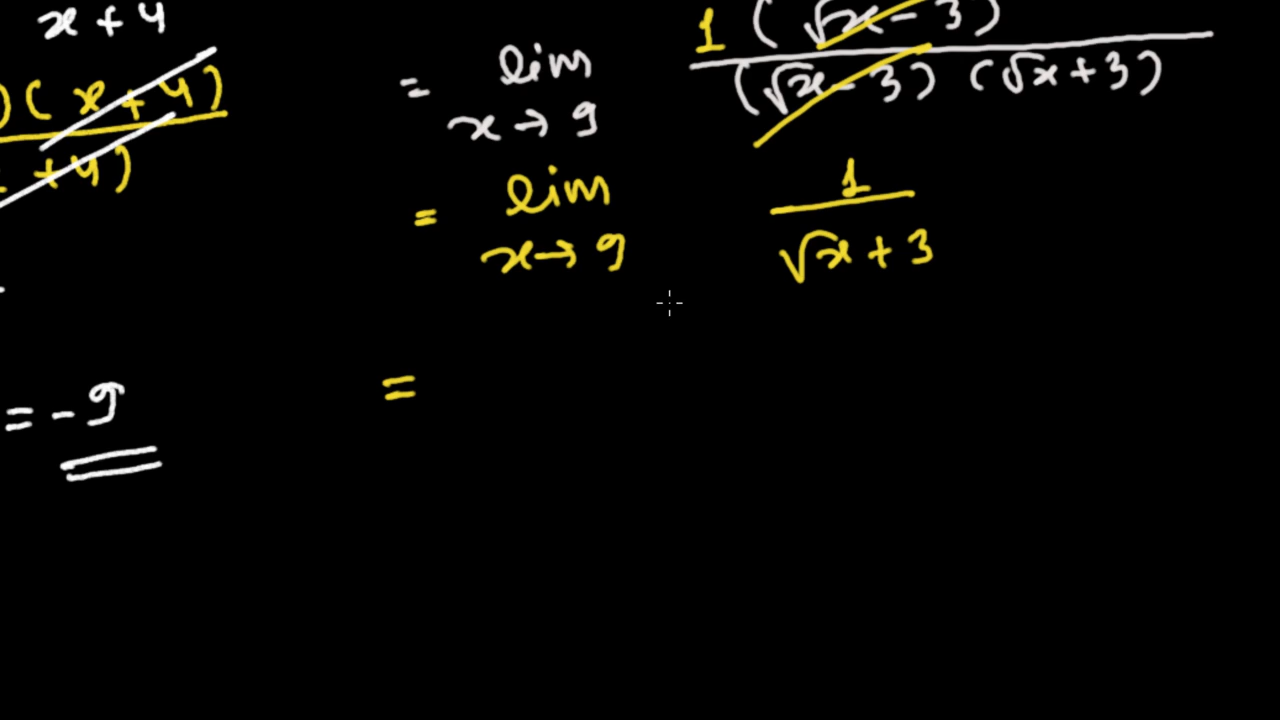 x + 4
) ( x + 4 )
+ 4 )
= - 9
= lim x → 9 1 ( √x - 3 ) / ( √x - 3 ) ( √x + 3 )
= lim x → 9 1 / √x + 3
=